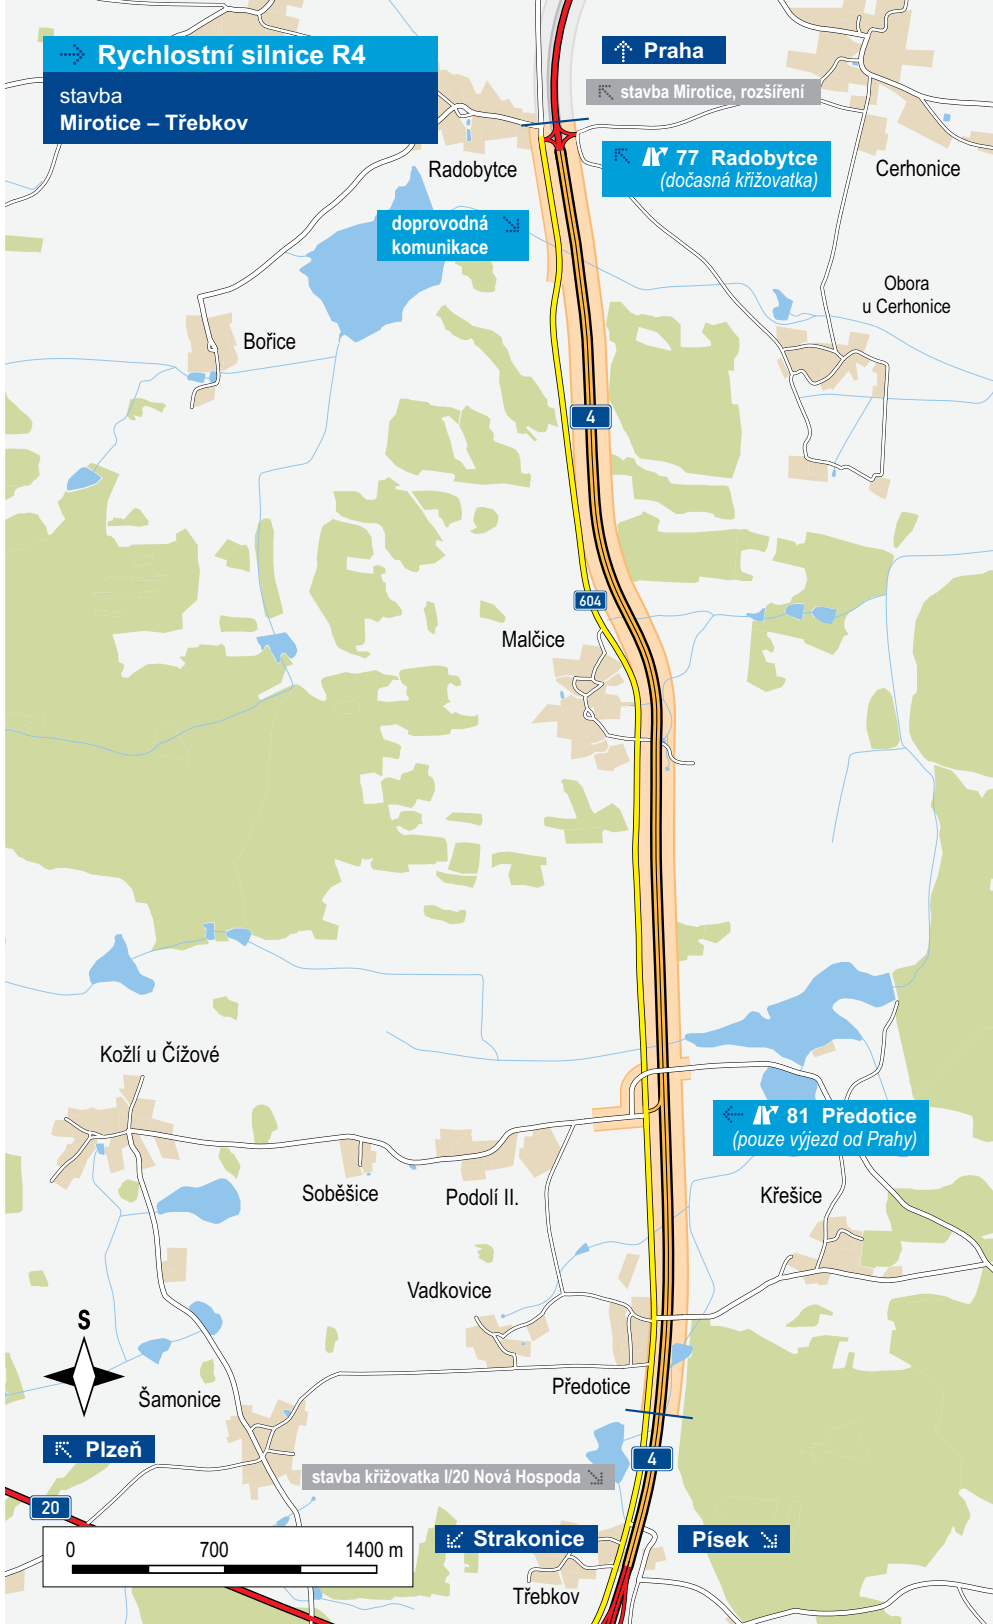 Rychlostní silnice R4
stavba
Mirotice – Třebkov
Praha
stavba Mirotice, rozšíření
77 Radobytce
(dočasná křižovatka)
Radobytce
Cerhonice
doprovodná
komunikace
Obora
u Cerhonice
Bořice
4
604
Malčice
Kožlí u Čížové
81 Předotice
(pouze výjezd od Prahy)
Soběšice
Podolí II.
Křešice
Vadkovice
S
Předotice
Šamonice
Plzeň
4
stavba křižovatka I/20 Nová Hospoda
20
Strakonice
Písek
0 700 1400 m
Třebkov